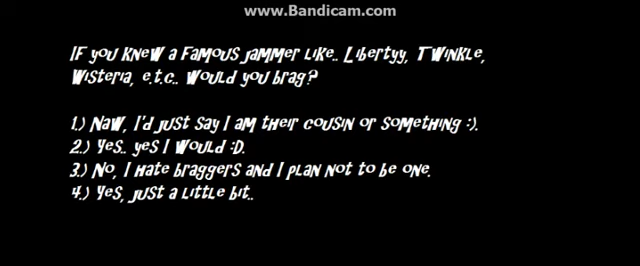 www.Bandicam.com
If you knew a famous jammer like.. Libertyy, Twinkle,
Wisteria, e.t.c.. Would you brag?
1.) Naw, I'd just say I am their cousin or something :).
2.) Yes.. yes I would :D.
3.) No, I hate braggers and I plan not to be one.
4.) Yes, just a little bit..